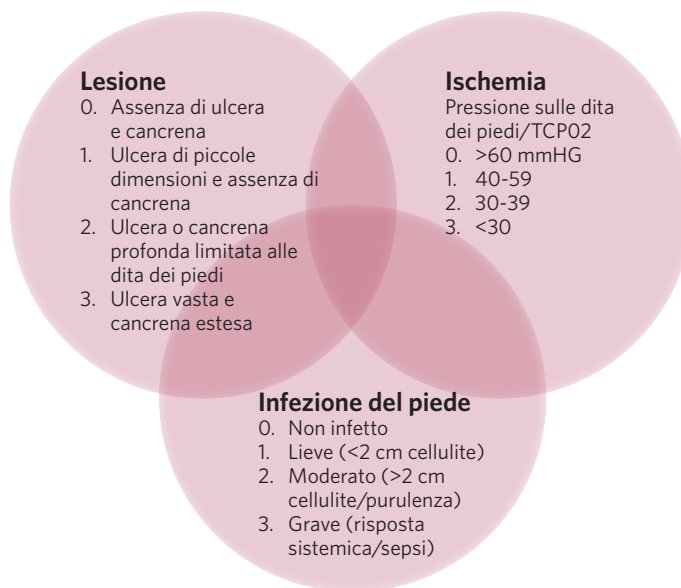 Lesione
0. Assenza di ulcera
e cancrena
1. Ulcera di piccole
dimensioni e assenza di
cancrena
2. Ulcera o cancrena
profonda limitata alle
dita dei piedi
3. Ulcera vasta e
cancrena estesa
Ischemia
Pressione sulle dita
dei piedi/TCP02
0. >60 mmHG
1. 40-59
2. 30-39
3. <30
Infezione del piede
0. Non infetto
1. Lieve (<2 cm cellulite)
2. Moderato (>2 cm
cellulite/purulenza)
3. Grave (risposta
sistemica/sepsi)